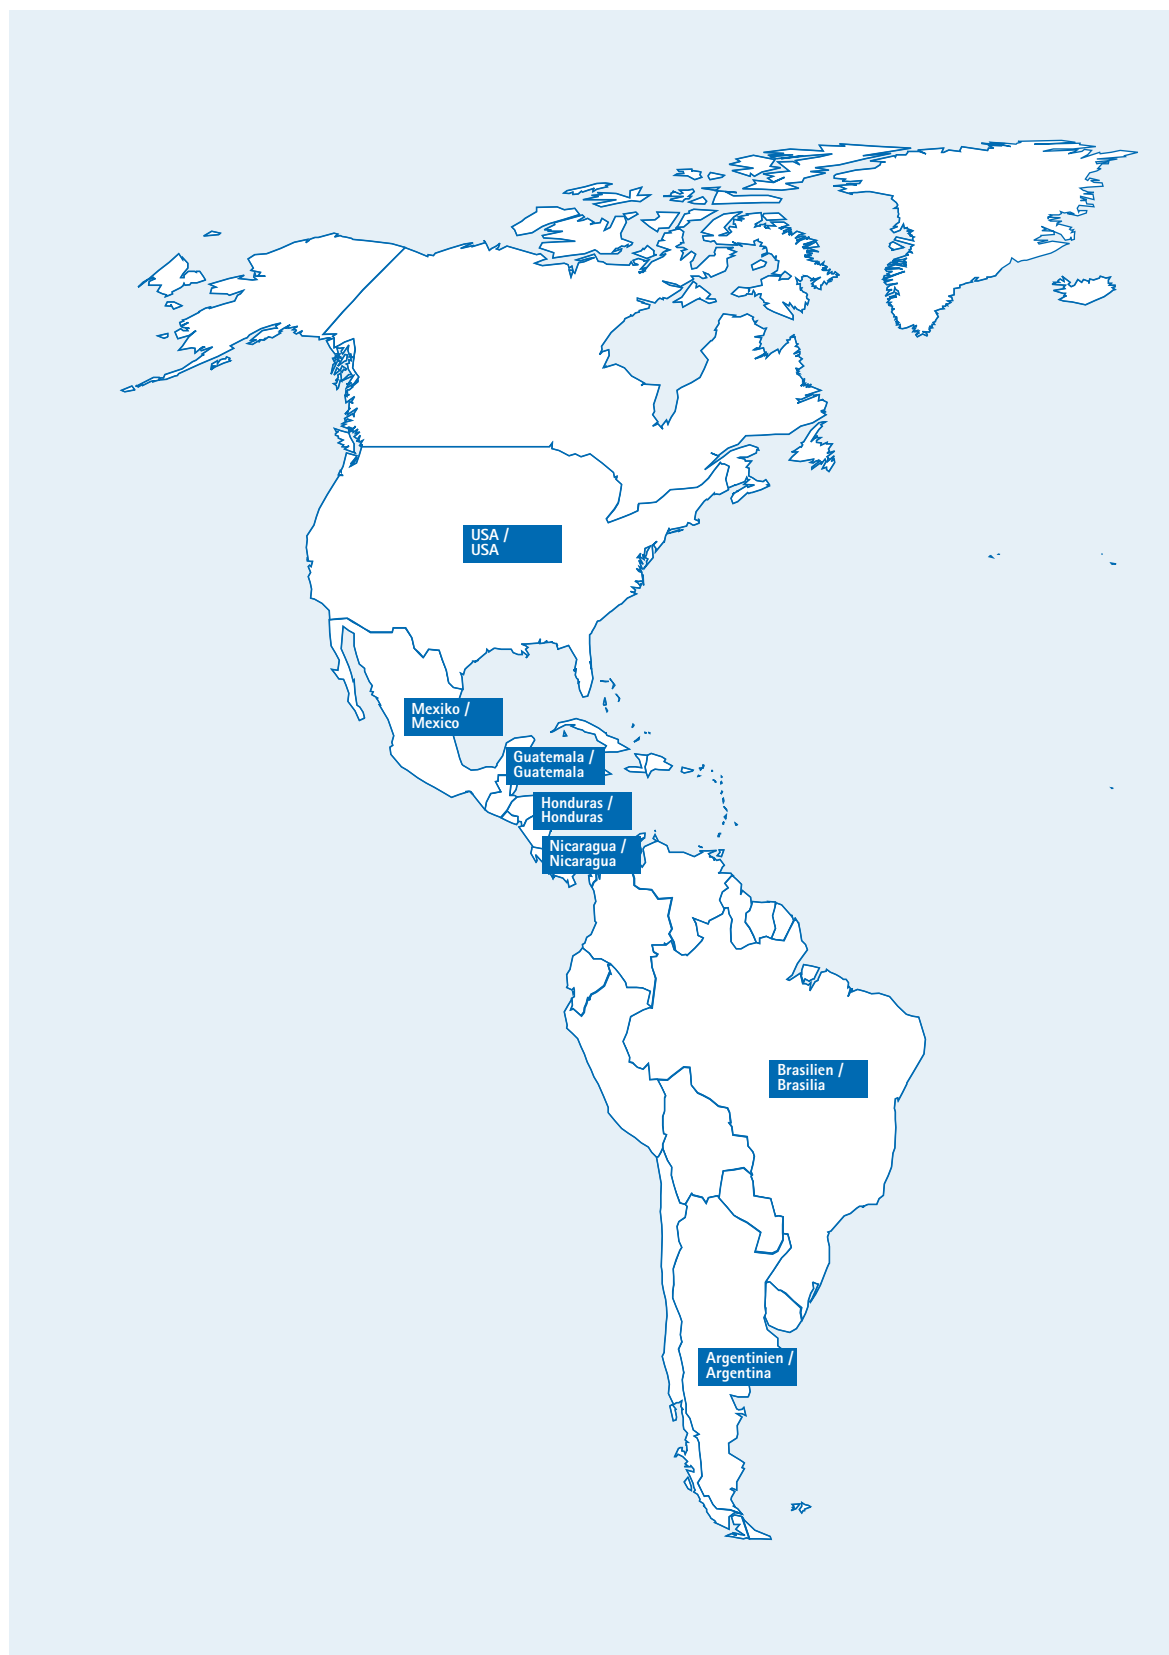 USA /
USA
Mexiko /
Mexico
Guatemala /
Guatemala
Honduras /
Honduras
Nicaragua /
Nicaragua
Brasilien /
Brasilia
Argentinien /
Argentina